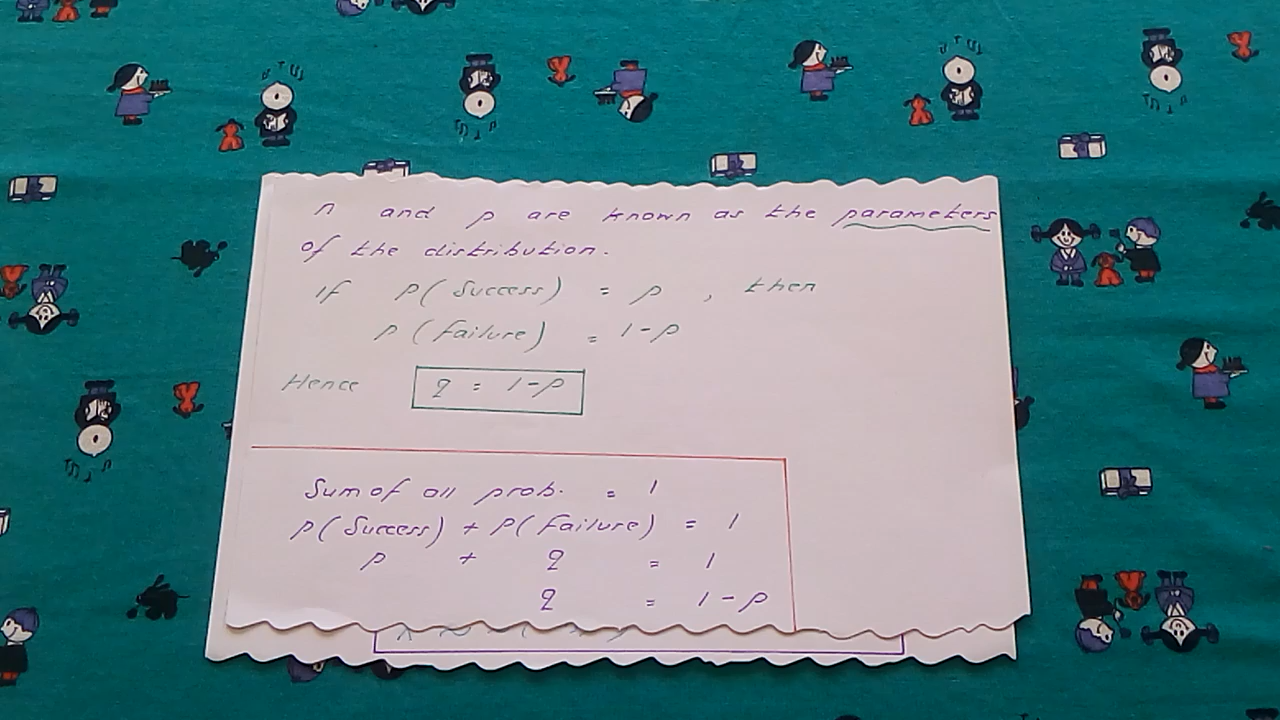 n and p are known as the parameters
of the distribution.
If P(Success) = p, then
P(Failure) = 1-p
Hence q = 1-p
Sum of all prob. = 1
P(Success) + P(Failure) = 1
p + q = 1
q = 1-p